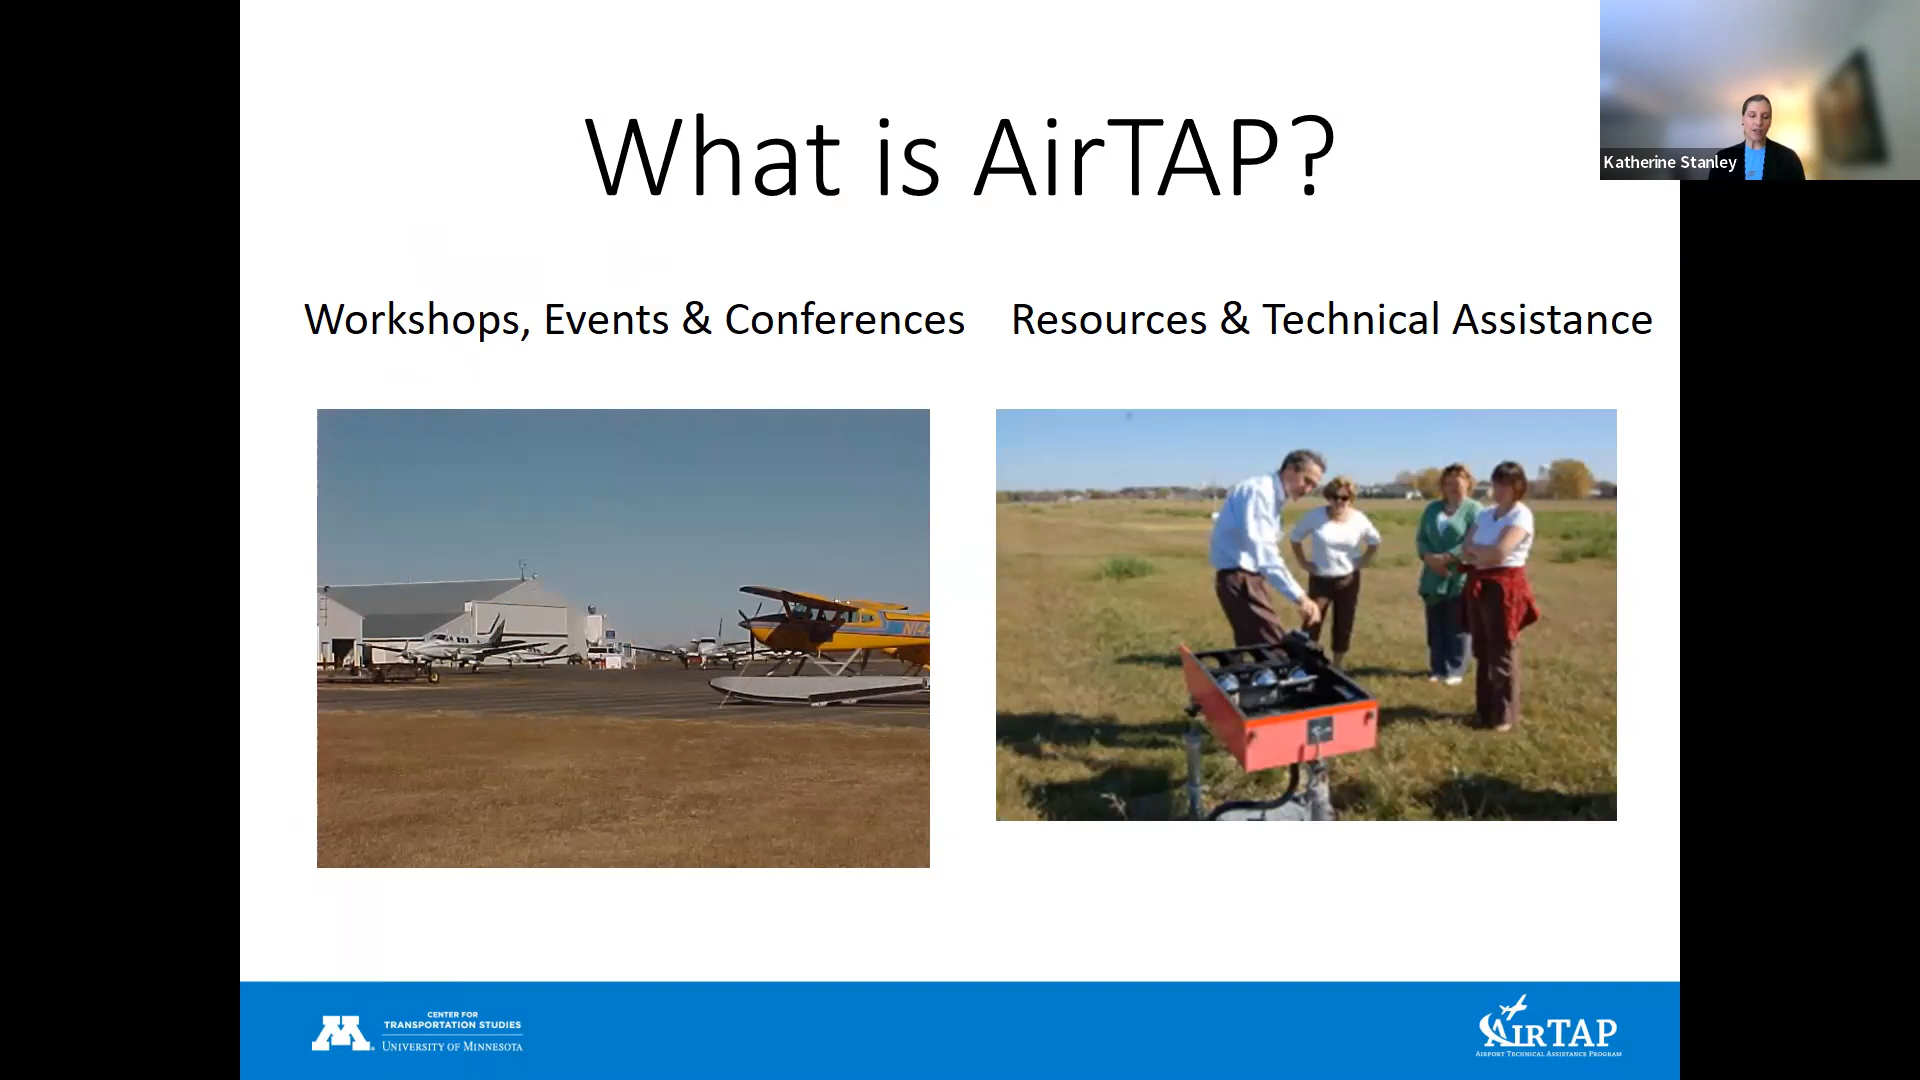 What is AirTAP?
Katherine Stanley
Workshops, Events & Conferences
Resources & Technical Assistance
CENTER FOR
TRANSPORTATION STUDIES
UNIVERSITY OF MINNESOTA
AIRTAP
AIRPORT TECHNICAL ASSISTANCE PROGRAM